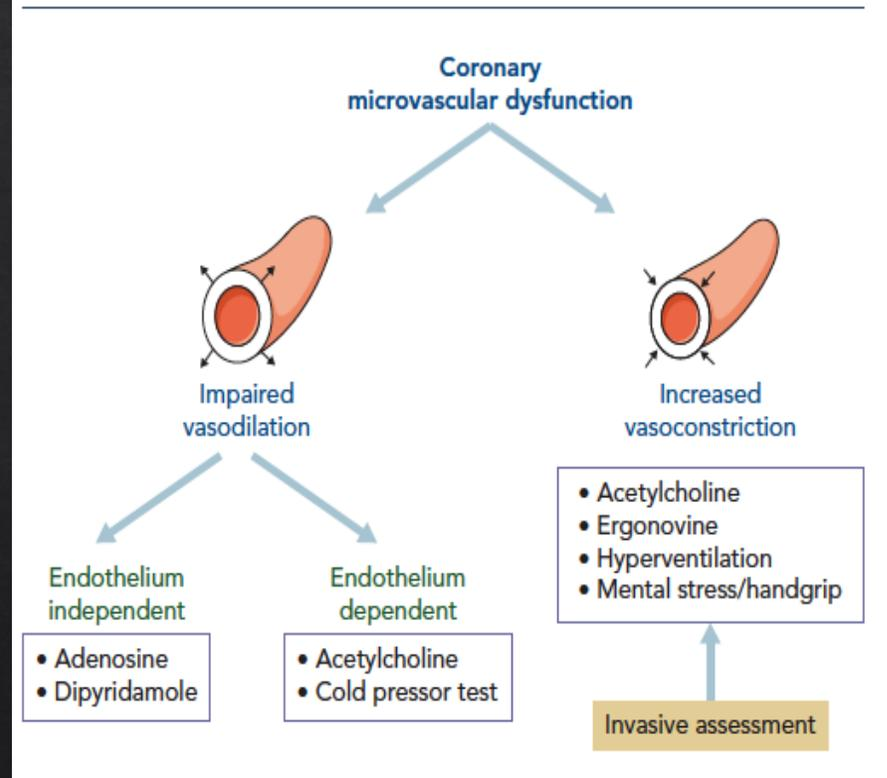 Coronary
microvascular dysfunction
Impaired
vasodilation
Increased
vasoconstriction
Endothelium
independent
• Adenosine
• Dipyridamole
Endothelium
dependent
• Acetylcholine
• Cold pressor test
• Acetylcholine
• Ergonovine
• Hyperventilation
• Mental stress/handgrip
Invasive assessment